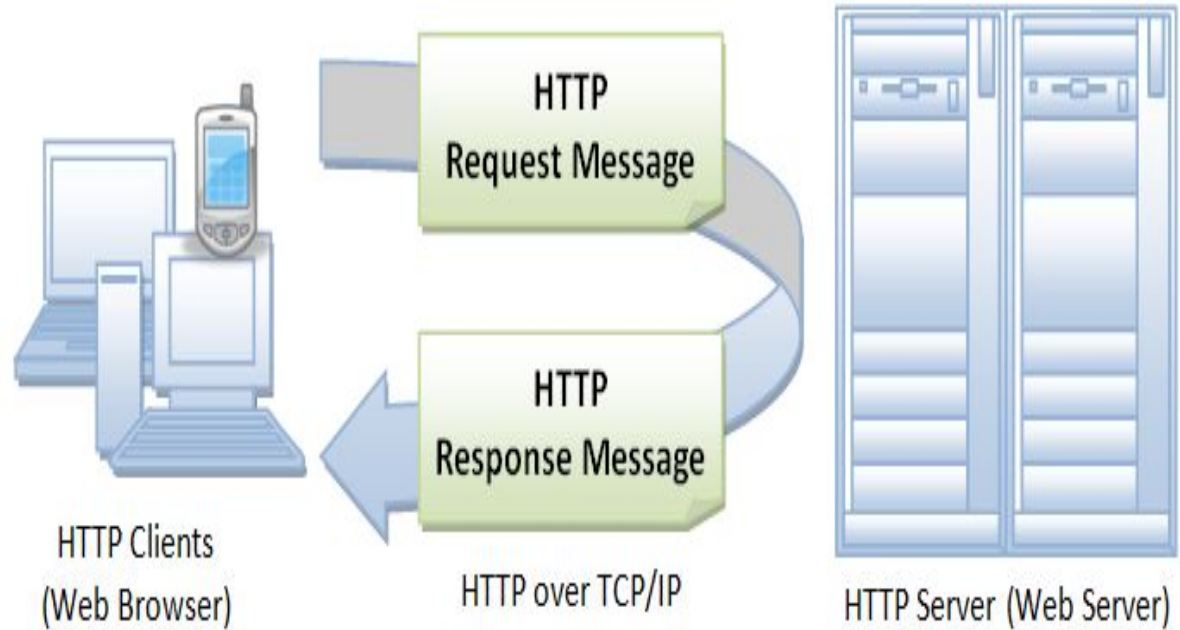 HTTP
Request Message
HTTP
Response Message
HTTP Clients
(Web Browser)
HTTP over TCP/IP
HTTP Server (Web Server)